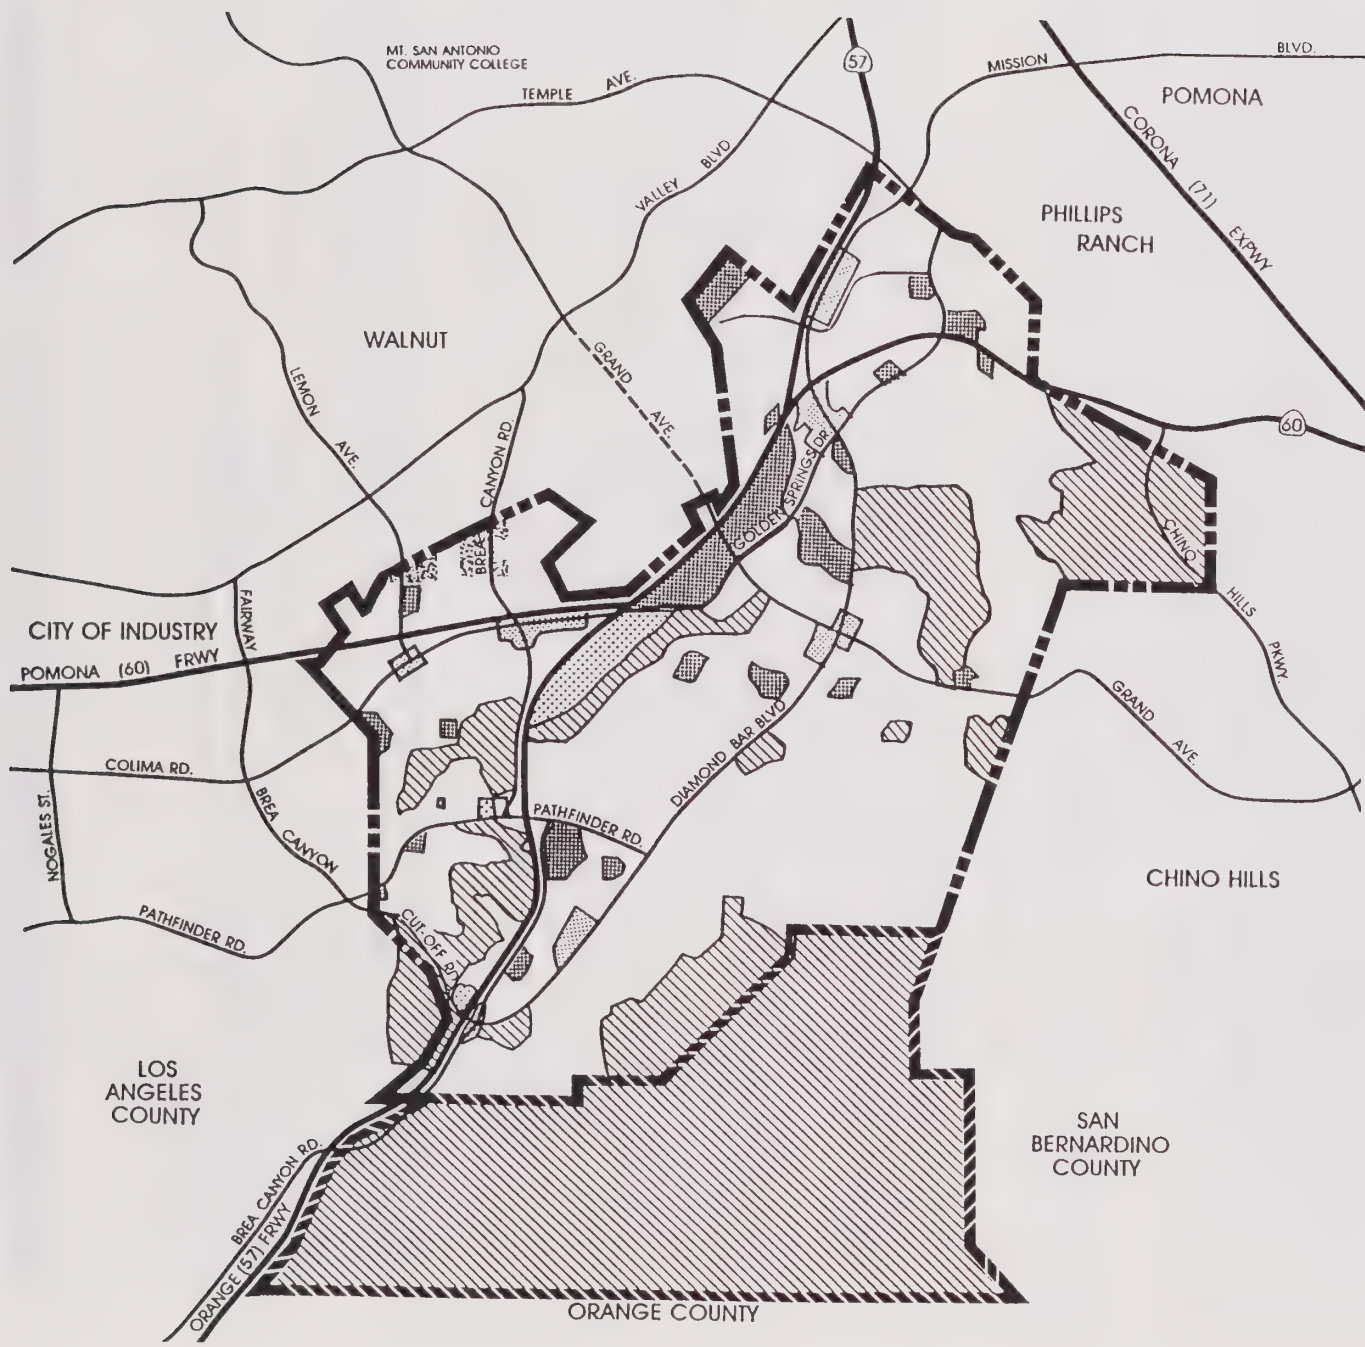 MT. SAN ANTONIO
COMMUNITY COLLEGE
TEMPLE AVE.
57
MISSION BLVD.
POMONA
CORONA (71) EXPWY
VALLEY BLVD
PHILLIPS
RANCH
WALNUT
GRAND AVE.
LEMON AVE.
BREA CANYON RD.
60
GOLDEN SPRINGS DR.
CHINO HILLS PKWY.
FAIRWAY
CITY OF INDUSTRY
POMONA (60) FRWY
GRAND AVE.
DIAMOND BAR BLVD
COLIMA RD.
NOGALES ST.
BREA CANYON
CUT-OFF RD.
PATHFINDER RD.
PATHFINDER RD.
CHINO HILLS
LOS
ANGELES
COUNTY
SAN
BERNARDINO
COUNTY
BREA CANYON RD.
ORANGE (57) FRWY
ORANGE COUNTY